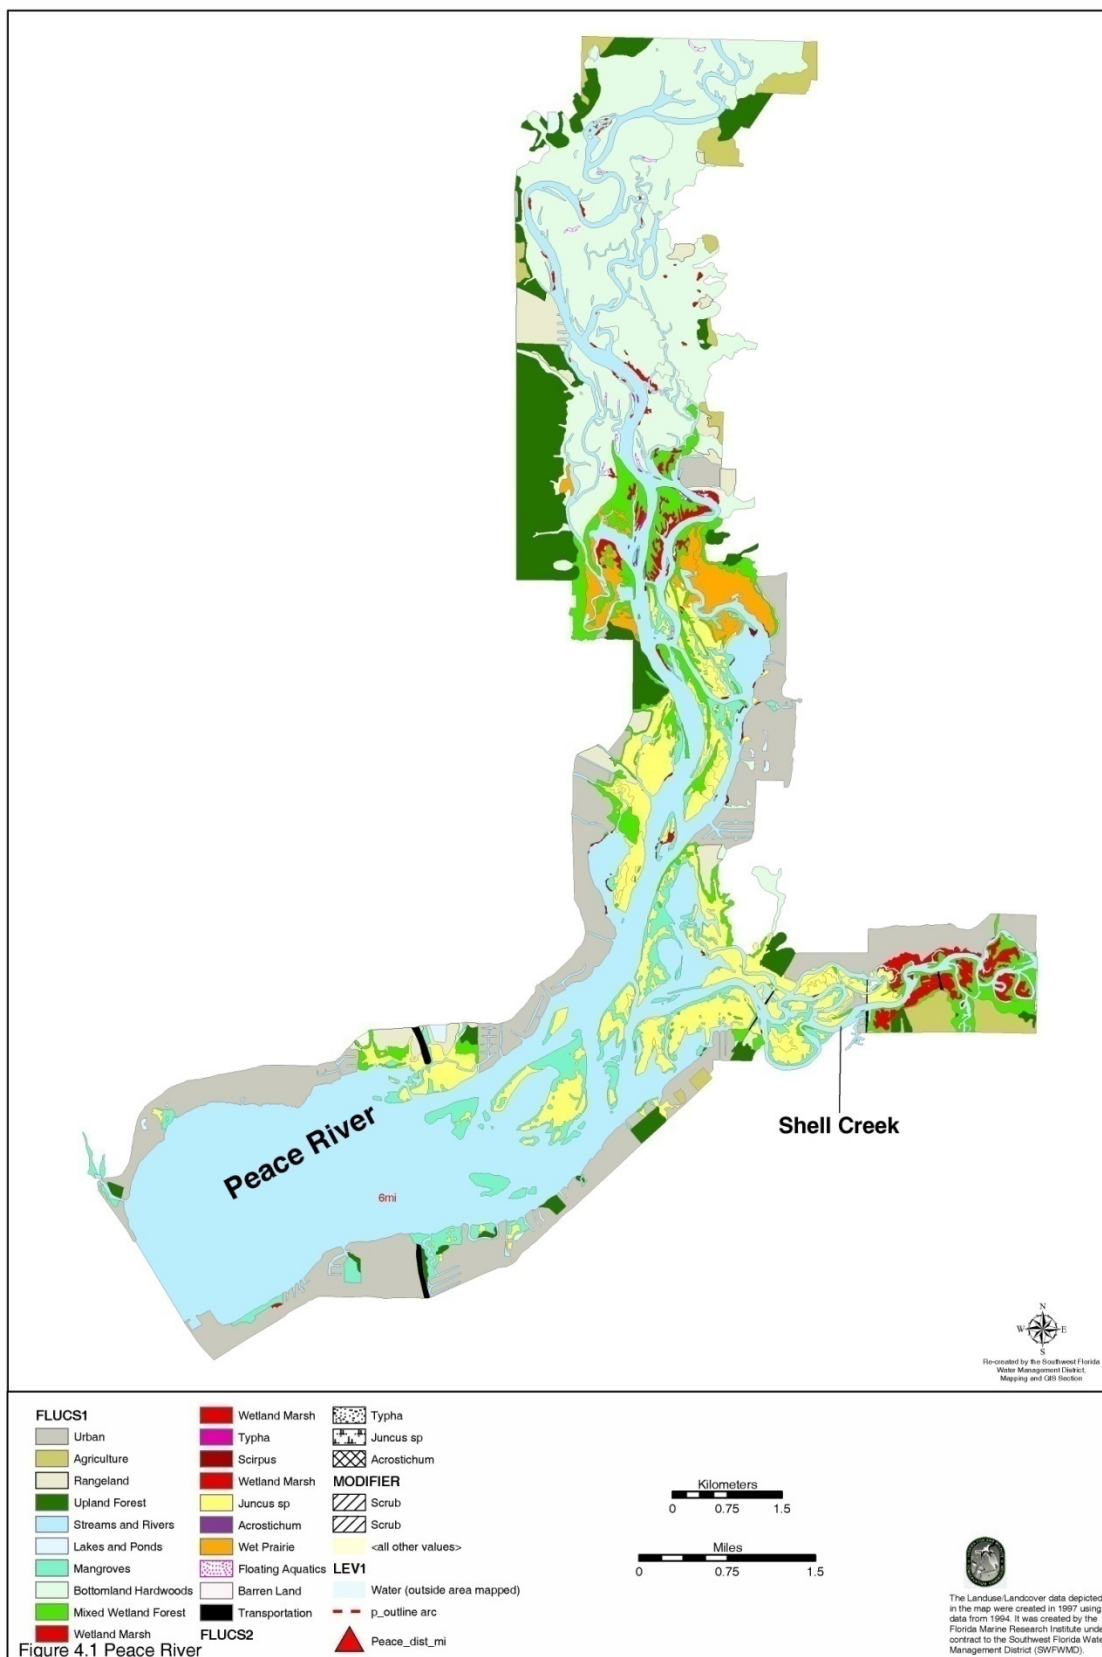 Peace River
6mi
Shell Creek
N
W E
S
Re-created by the Southwest Florida
Water Management District,
Mapping and GIS Section
FLUCS1
Urban
Agriculture
Rangeland
Upland Forest
Streams and Rivers
Lakes and Ponds
Mangroves
Bottomland Hardwoods
Mixed Wetland Forest
Wetland Marsh
Figure 4.1 Peace River
Wetland Marsh
Typha
Scirpus
Wetland Marsh
Juncus sp
Acrostichum
Wet Prairie
Floating Aquatics
Barren Land
Transportation
FLUCS2
Typha
Juncus sp
Acrostichum
MODIFIER
Scrub
Scrub
<all other values>
LEV1
Water (outside area mapped)
p_outline arc
Peace_dist_mi
Kilometers
0 0.75 1.5
Miles
0 0.75 1.5
The Landuse/Landcover data depicted
in the map were created in 1997 using
data from 1994. It was created by the
Florida Marine Research Institute unde
contract to the Southwest Florida Wate
Management District (SWFWMD).